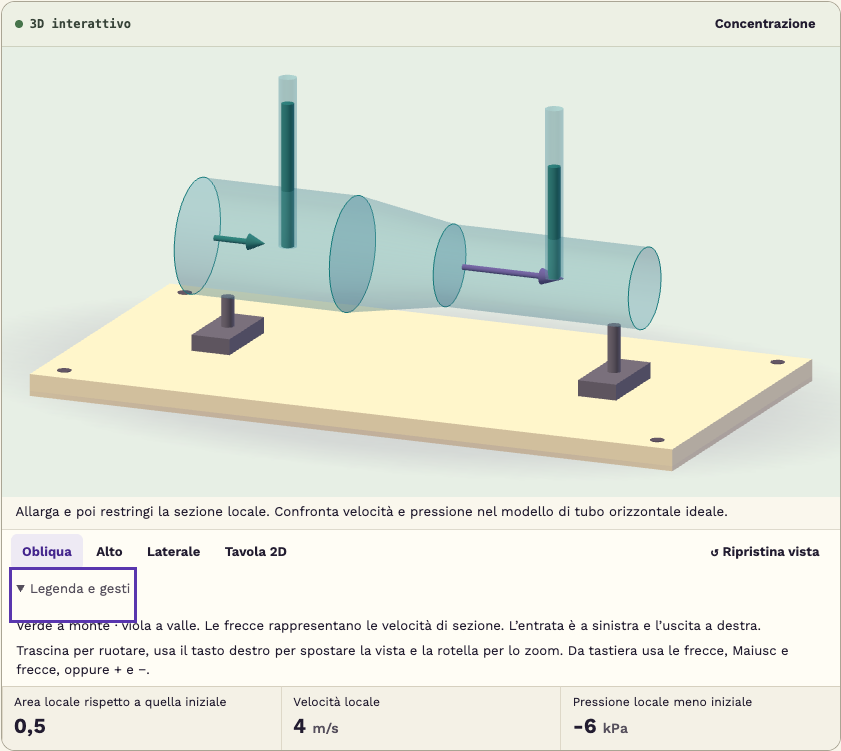 3D interattivo
Concentrazione
Allarga e poi restringi la sezione locale. Confronta velocità e pressione nel modello di tubo orizzontale ideale.
Obliqua Alto Laterale Tavola 2D ↺ Ripristina vista
▼ Legenda e gesti
Verde a monte · viola a valle. Le frecce rappresentano le velocità di sezione. L’entrata è a sinistra e l’uscita a destra.
Trascina per ruotare, usa il tasto destro per spostare la vista e la rotella per lo zoom. Da tastiera usa le frecce, Maiusc e
frecce, oppure + e −.
Area locale rispetto a quella iniziale
0,5
Velocità locale
4 m/s
Pressione locale meno iniziale
-6 kPa